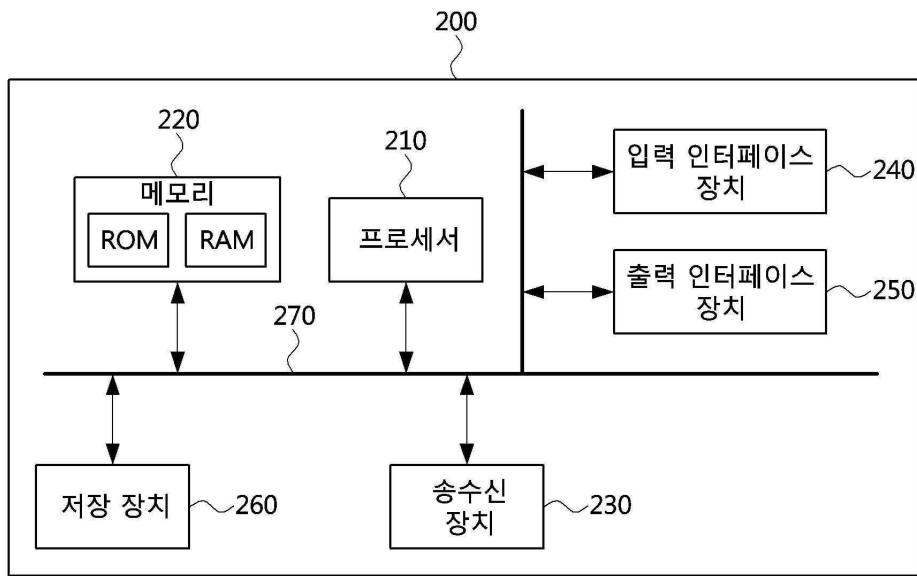 200
220
210
메모리
ROM
RAM
프로세서
입력 인터페이스
장치
240
출력 인터페이스
장치
250
270
저장 장치
260
송수신
장치
230